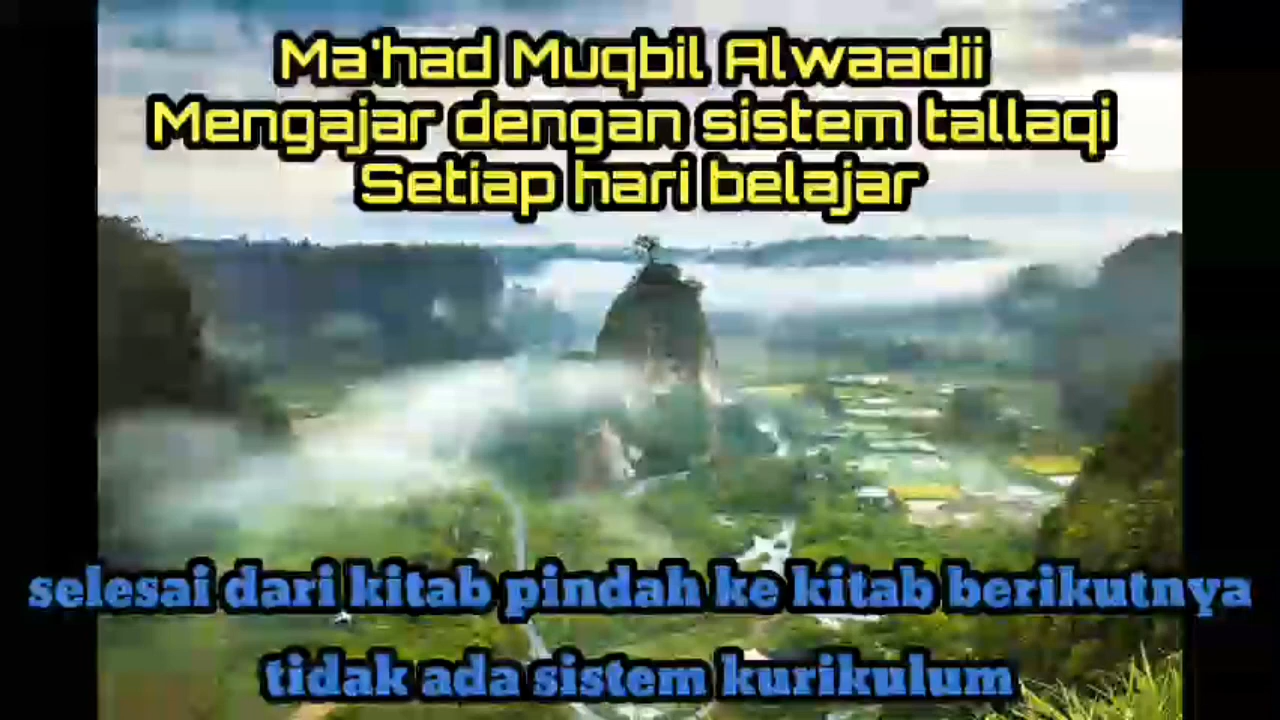 Ma'had Muqbil Alwaadii
Mengajar dengan sistem tallaqi
Setiap hari belajar
selesai dari kitab pindah ke kitab berikutnya
tidak ada sistem kurikulum